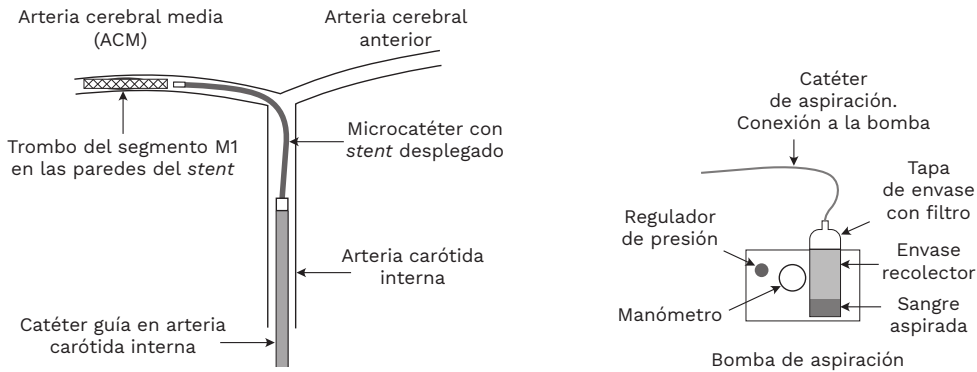 Arteria cerebral media
(ACM)
Arteria cerebral
anterior
Trombo del segmento M1
en las paredes del stent
Microcatéter con
stent desplegado
Arteria carótida
interna
Catéter guía en arteria
carótida interna
Catéter
de aspiración.
Conexión a la bomba
Tapa
de envase
con filtro
Regulador
de presión
Envase
recolector
Manómetro
Sangre
aspirada
Bomba de aspiración